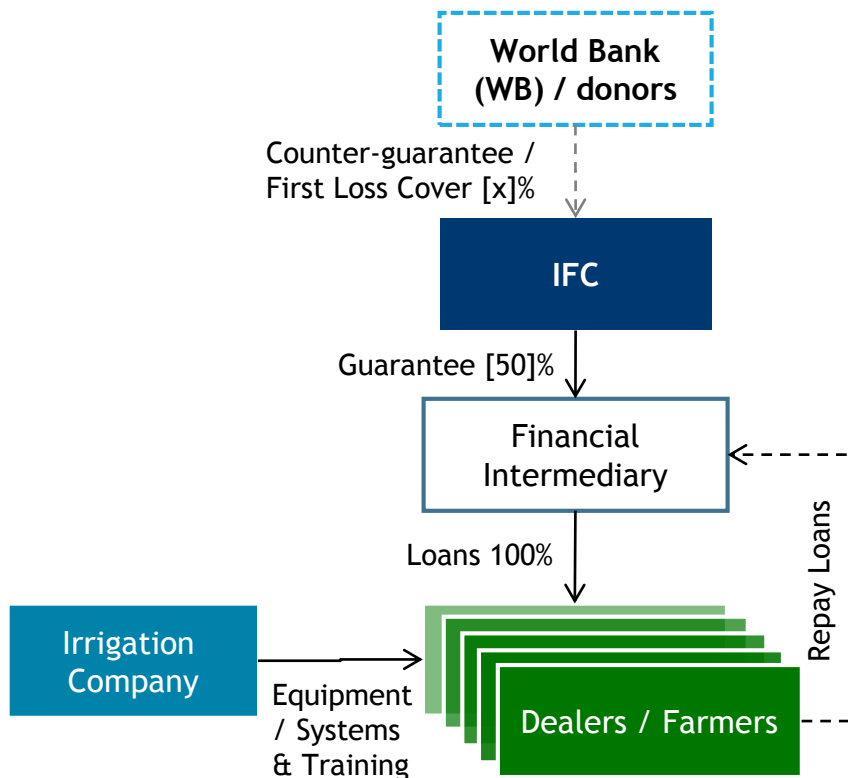 World Bank
(WB) / donors
Counter-guarantee /
First Loss Cover [x]%
IFC
Guarantee [50]%
Financial
Intermediary
Loans 100%
Repay Loans
Irrigation
Company
Equipment
/ Systems
& Training
Dealers / Farmers